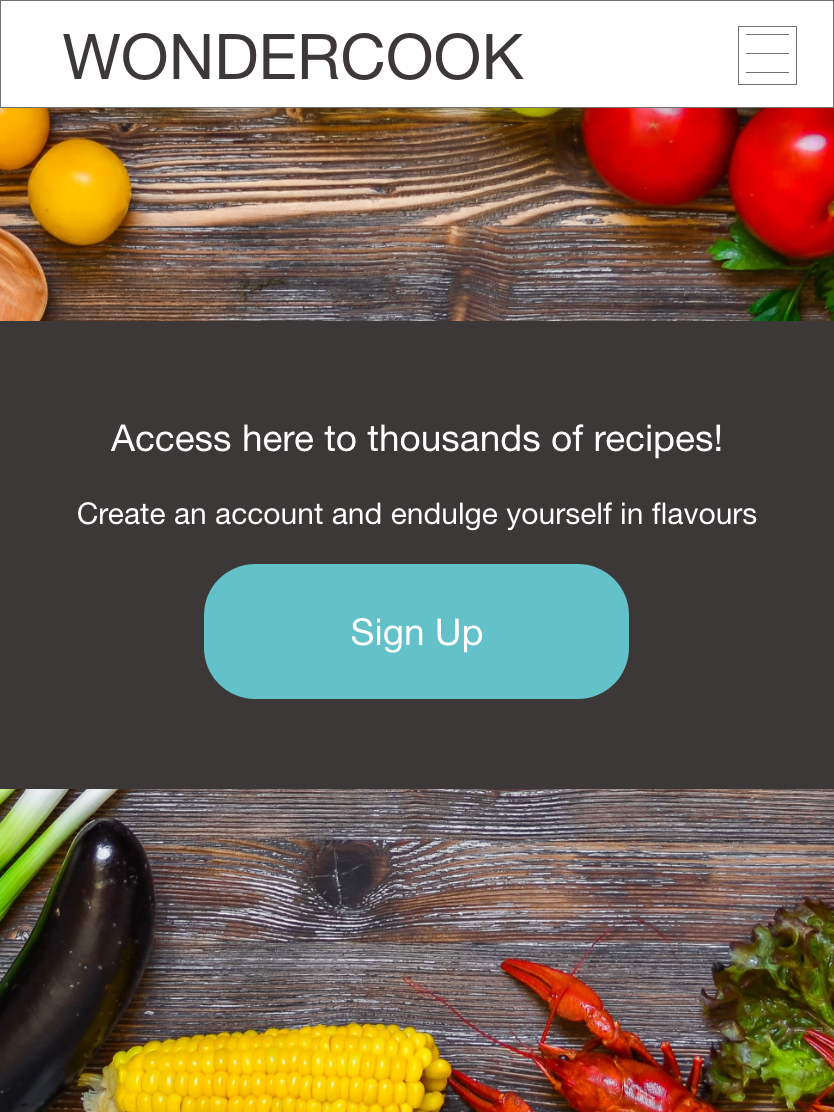 WONDERCOOK
Access here to thousands of recipes!
Create an account and endulge yourself in flavours
Sign Up